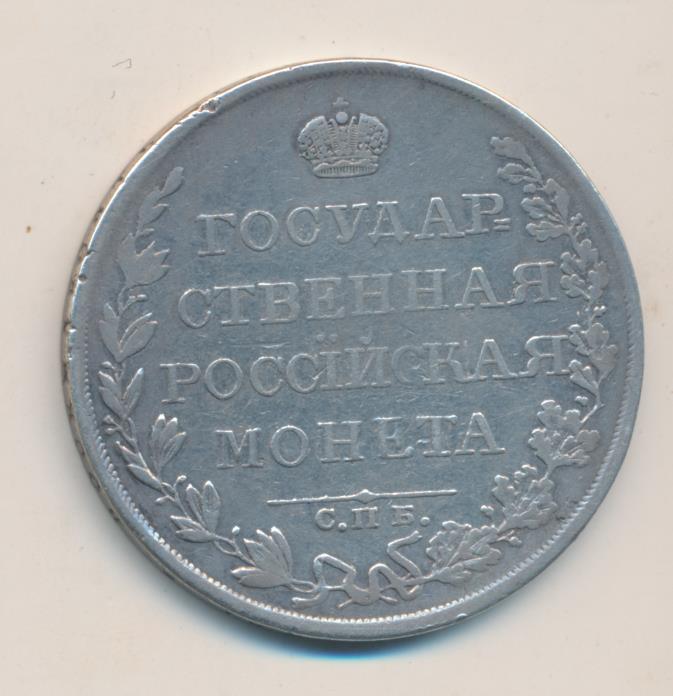 ГОСУДАР=
СТВЕННАЯ
РОССІЙСКАЯ
МОНЕТА
С.П Б.